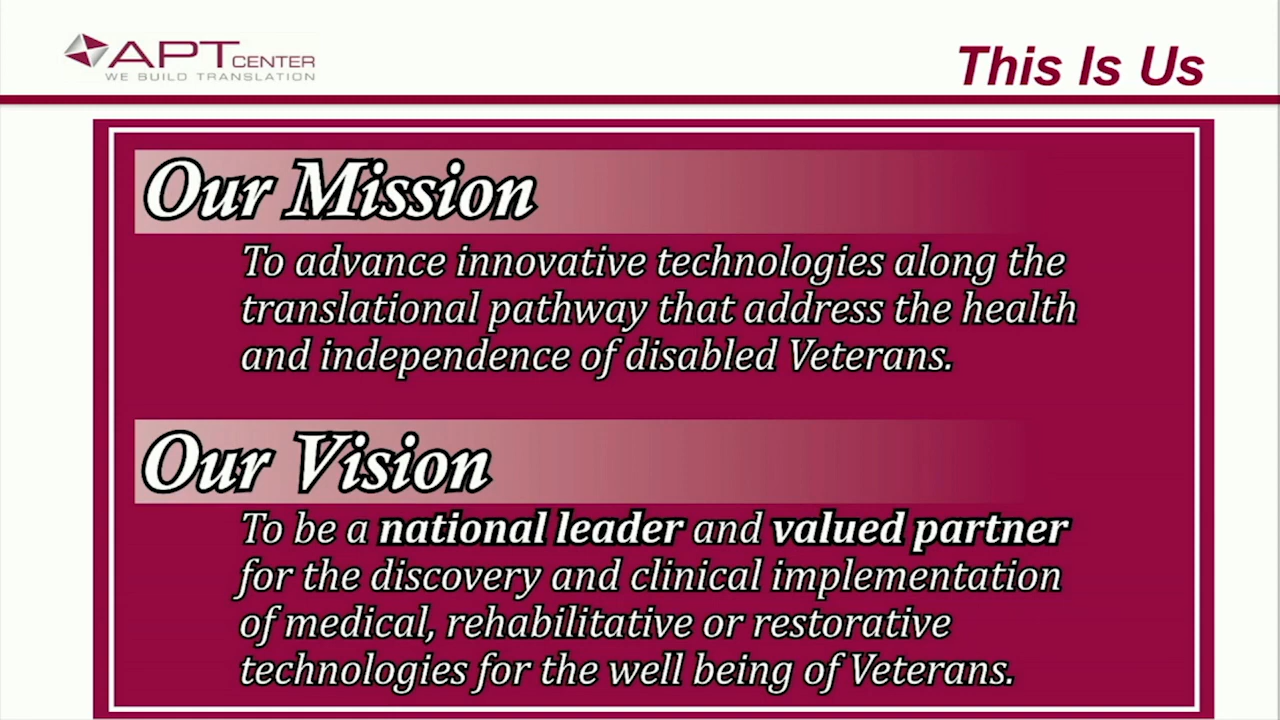 APT CENTER
WE BUILD TRANSLATION
This Is Us
Our Mission
To advance innovative technologies along the
translational pathway that address the health
and independence of disabled Veterans.
Our Vision
To be a national leader and valued partner
for the discovery and clinical implementation
of medical, rehabilitative or restorative
technologies for the well being of Veterans.